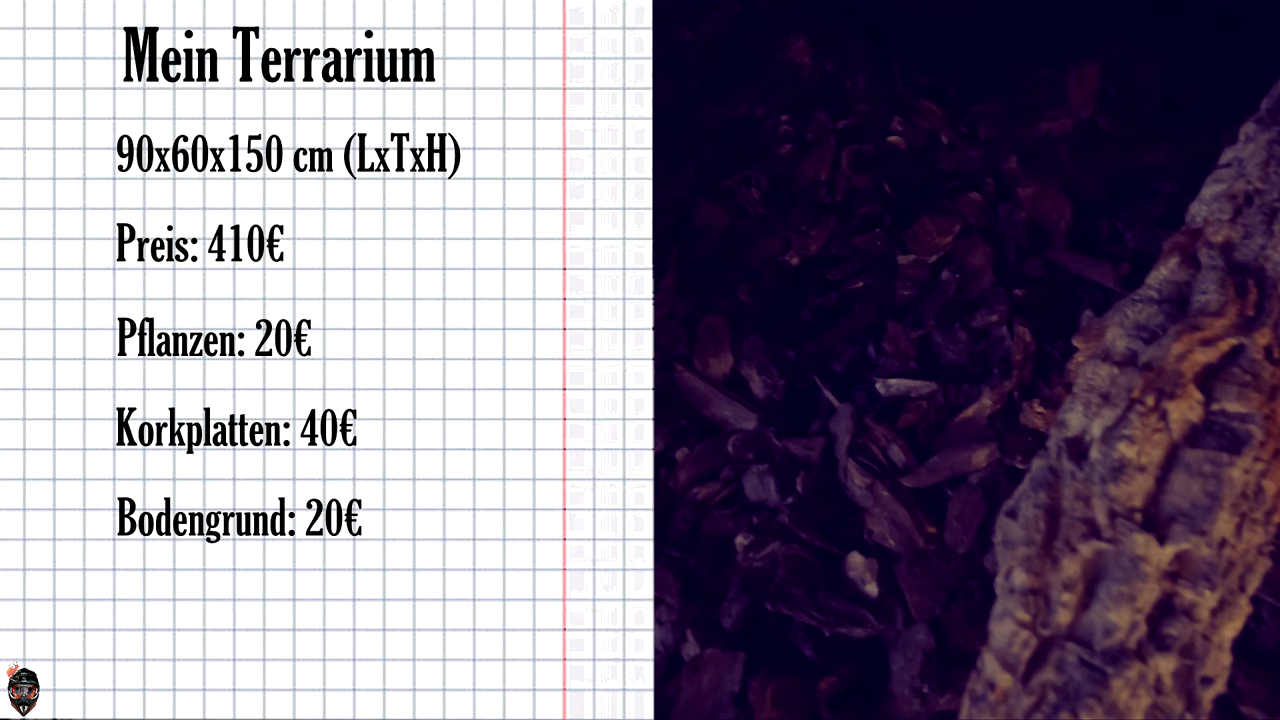 Mein Terrarium
90x60x150 cm (LxTxH)
Preis: 410€
Pflanzen: 20€
Korkplatten: 40€
Bodengrund: 20€